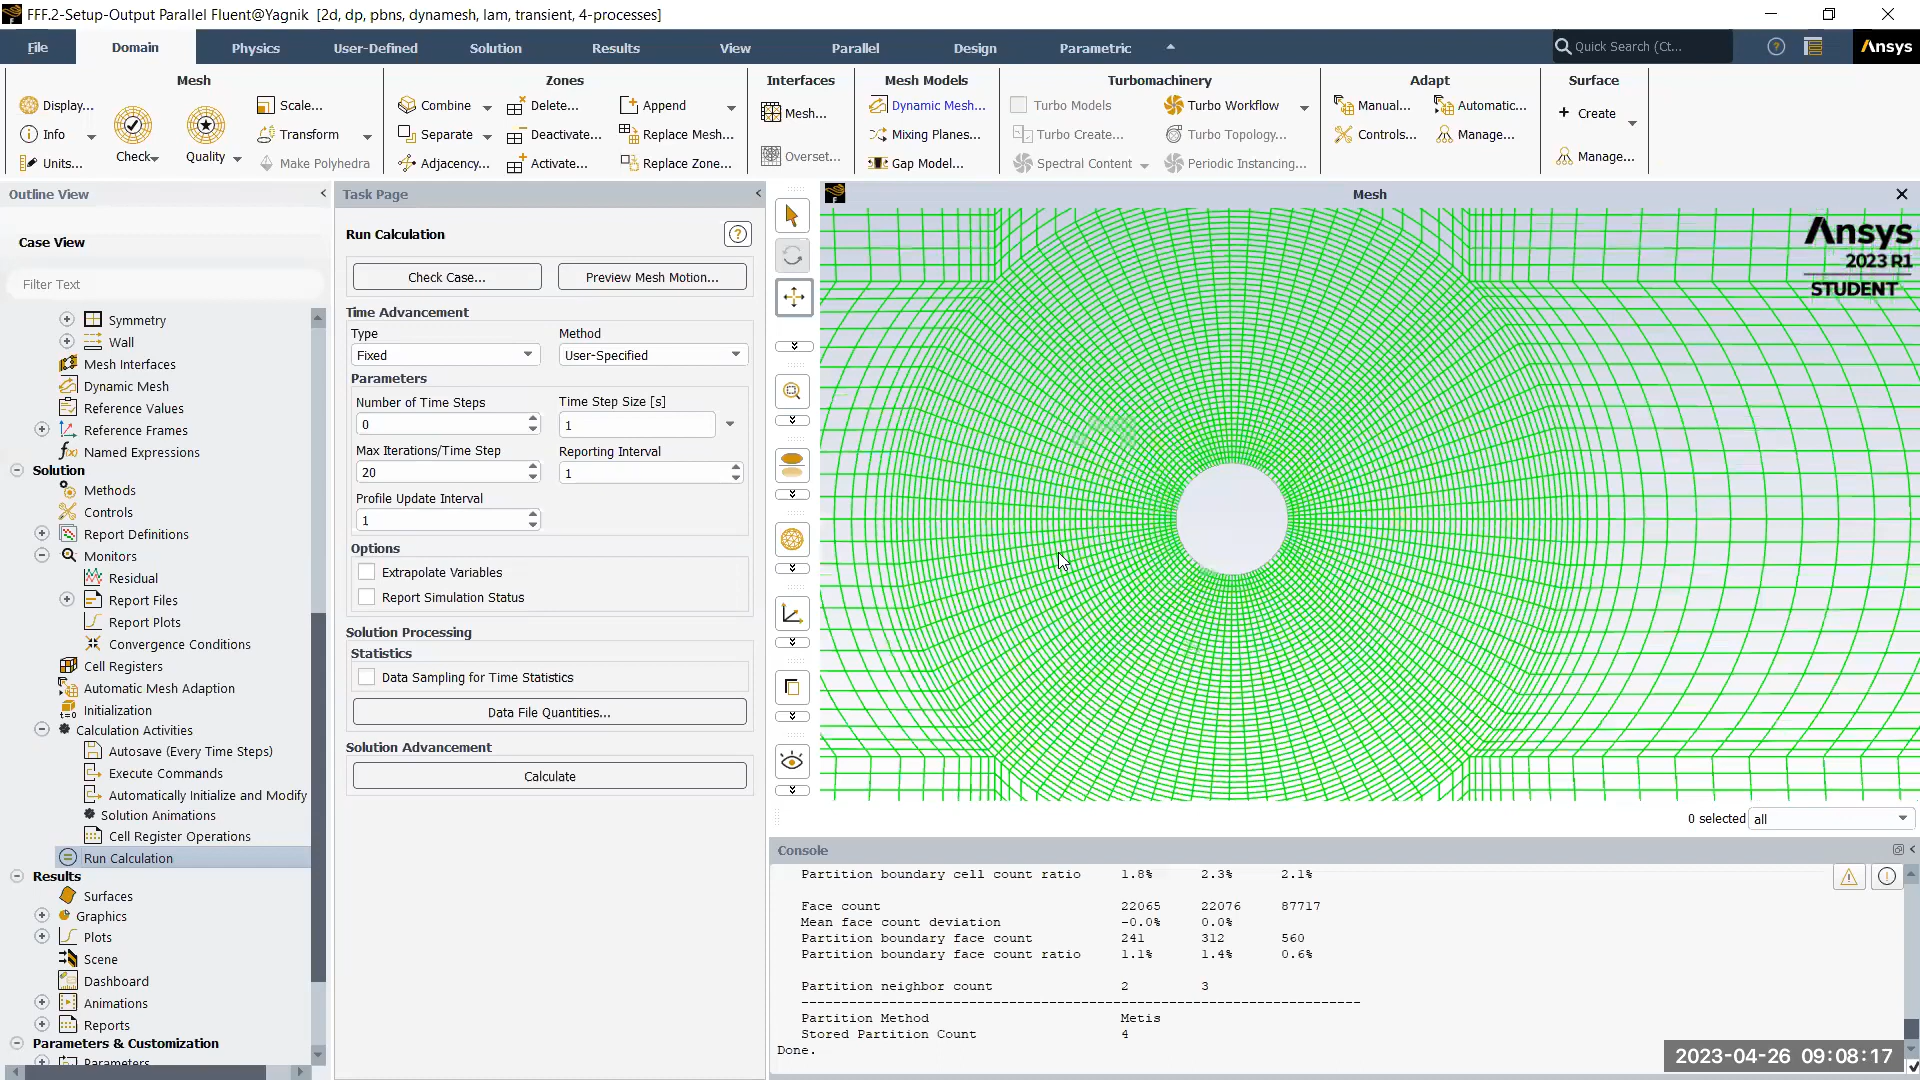 FFF.2-Setup-Output Parallel Fluent@Yagnik [2d, dp, pbns, dynamesh, lam, transient, 4-processes]
File Domain Physics User-Defined Solution Results View Parallel Design Parametric Quick Search (Ct... Ansys
Mesh Zones Interfaces Mesh Models Turbomachinery Adapt Surface
Display... Scale... Combine Delete... Append Mesh... Dynamic Mesh... Turbo Models Turbo Workflow Manual... Automatic... Create
Info Transform Separate Deactivate... Replace Mesh... Mixing Planes... Turbo Create... Turbo Topology... Controls... Manage...
Units... Check Quality Make Polyhedra Adjacency... Activate... Replace Zone... Overset... Gap Model... Spectral Content Periodic Instancing... Manage...
Outline View
Case View
Filter Text
Symmetry
Wall
Mesh Interfaces
Dynamic Mesh
Reference Values
Reference Frames
Named Expressions
Solution
Methods
Controls
Report Definitions
Monitors
Residual
Report Files
Report Plots
Convergence Conditions
Cell Registers
Automatic Mesh Adaption
Initialization
Calculation Activities
Autosave (Every Time Steps)
Execute Commands
Automatically Initialize and Modify
Solution Animations
Cell Register Operations
Run Calculation
Results
Surfaces
Graphics
Plots
Scene
Dashboard
Animations
Reports
Parameters & Customization
Parameters
Task Page
Run Calculation
Check Case... Preview Mesh Motion...
Time Advancement
Type Method
Fixed User-Specified
Parameters
Number of Time Steps Time Step Size [s]
0 1
Max Iterations/Time Step Reporting Interval
20 1
Profile Update Interval
1
Options
Extrapolate Variables
Report Simulation Status
Solution Processing
Statistics
Data Sampling for Time Statistics
Data File Quantities...
Solution Advancement
Calculate
Mesh
Ansys
2023 R1
STUDENT
0 selected all
Console
Partition boundary cell count ratio 1.8% 2.3% 2.1%
Face count 22065 22076 87717
Mean face count deviation -0.0% 0.0%
Partition boundary face count 241 312 560
Partition boundary face count ratio 1.1% 1.4% 0.6%
Partition neighbor count 2 3
----------------------------------------------------------------------
Partition Method Metis
Stored Partition Count 4
Done.
2023-04-26 09:08:17